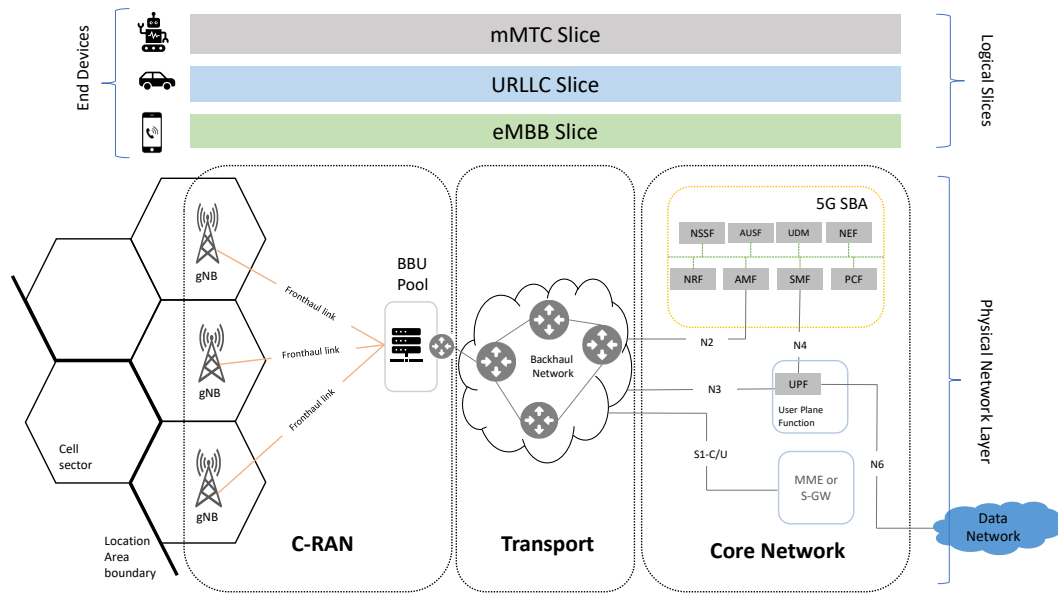 End Devices
mMTC Slice
URLLC Slice
eMBB Slice
Logical Slices
5G SBA
NSSF
AUSF
UDM
NEF
NRF
AMF
SMF
PCF
gNB
Fronthaul link
BBU
Pool
gNB
Fronthaul link
Backhaul
Network
N2
N4
N3
UPF
User Plane
Function
gNB
Fronthaul link
Cell
sector
S1-C/U
MME or
S-GW
N6
Physical Network Layer
Data
Network
Location
Area
boundary
C-RAN
Transport
Core Network